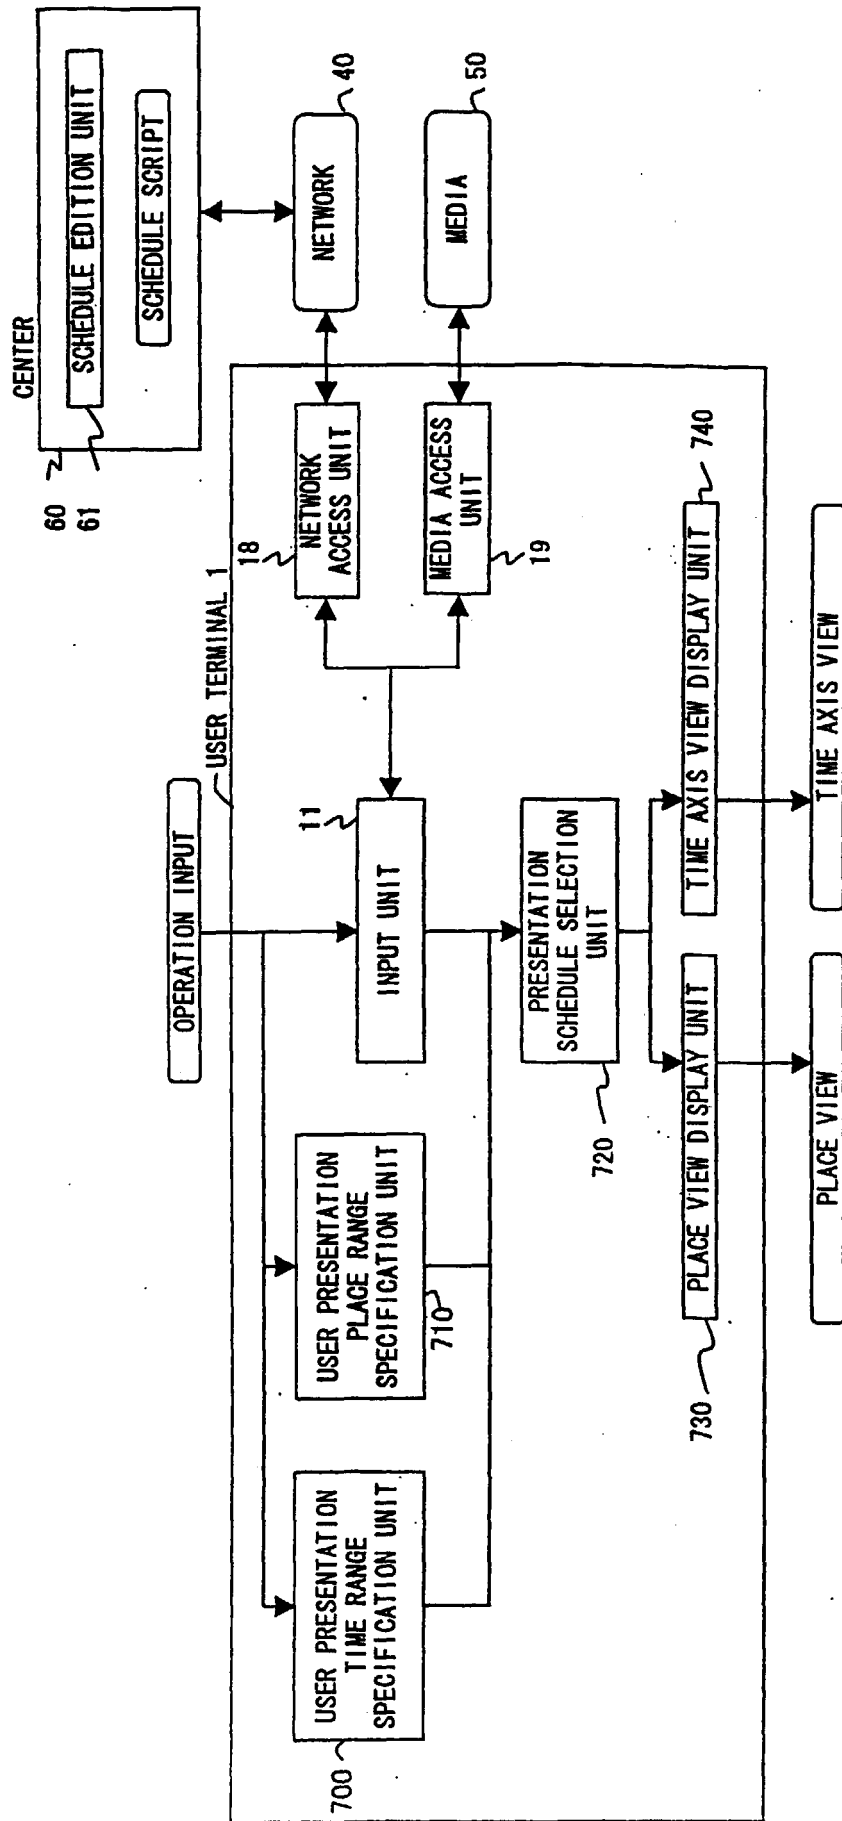 CENTER
60
61
SCHEDULE EDITION UNIT
SCHEDULE SCRIPT
OPERATION INPUT
USER TERMINAL 1
NETWORK
40
MEDIA
50
18
NETWORK
ACCESS UNIT
MEDIA ACCESS
UNIT
19
700
USER PRESENTATION
TIME RANGE
SPECIFICATION UNIT
USER PRESENTATION
PLACE RANGE
SPECIFICATION UNIT
710
INPUT UNIT
11
PRESENTATION
SCHEDULE SELECTION
UNIT
720
730
PLACE VIEW DISPLAY UNIT
TIME AXIS VIEW DISPLAY UNIT
740
PLACE VIEW
TIME AXIS VIEW